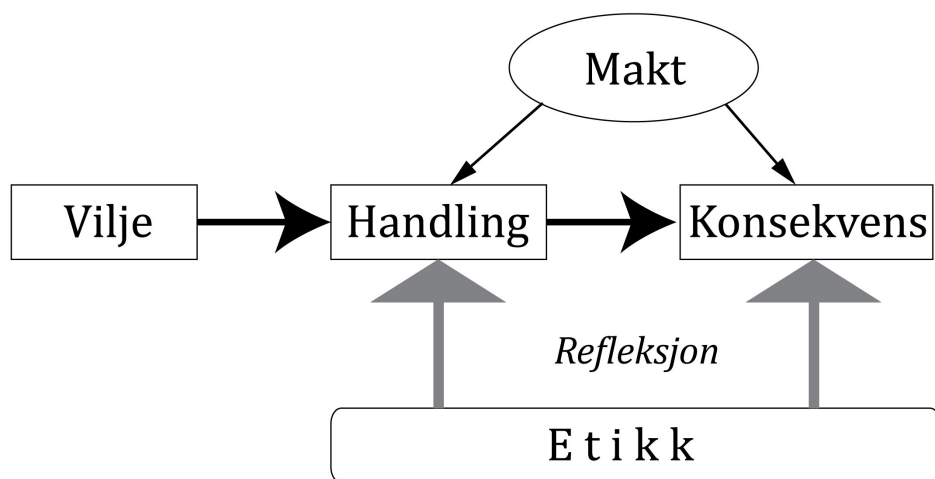 Makt
Vilje
Handling
Konsekvens
Refleksjon
E t i k k